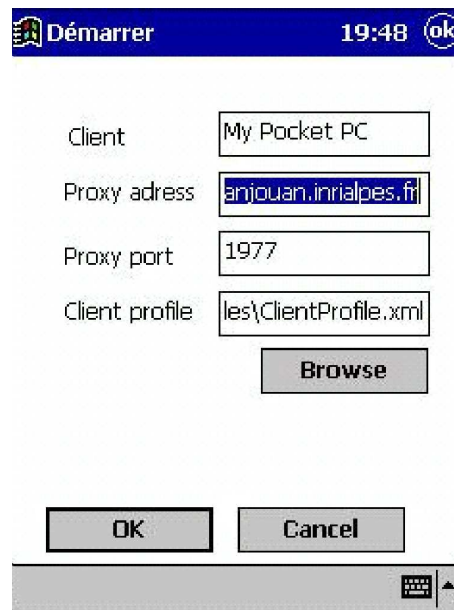 Démarrer 19:48 ok
Client My Pocket PC
Proxy adress anjouan.inrialpes.fr
Proxy port 1977
Client profile les\ClientProfile.xml
Browse
OK Cancel